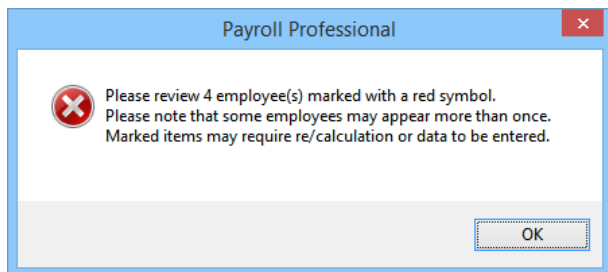 Payroll Professional
Please review 4 employee(s) marked with a red symbol.
Please note that some employees may appear more than once.
Marked items may require re/calculation or data to be entered.
OK